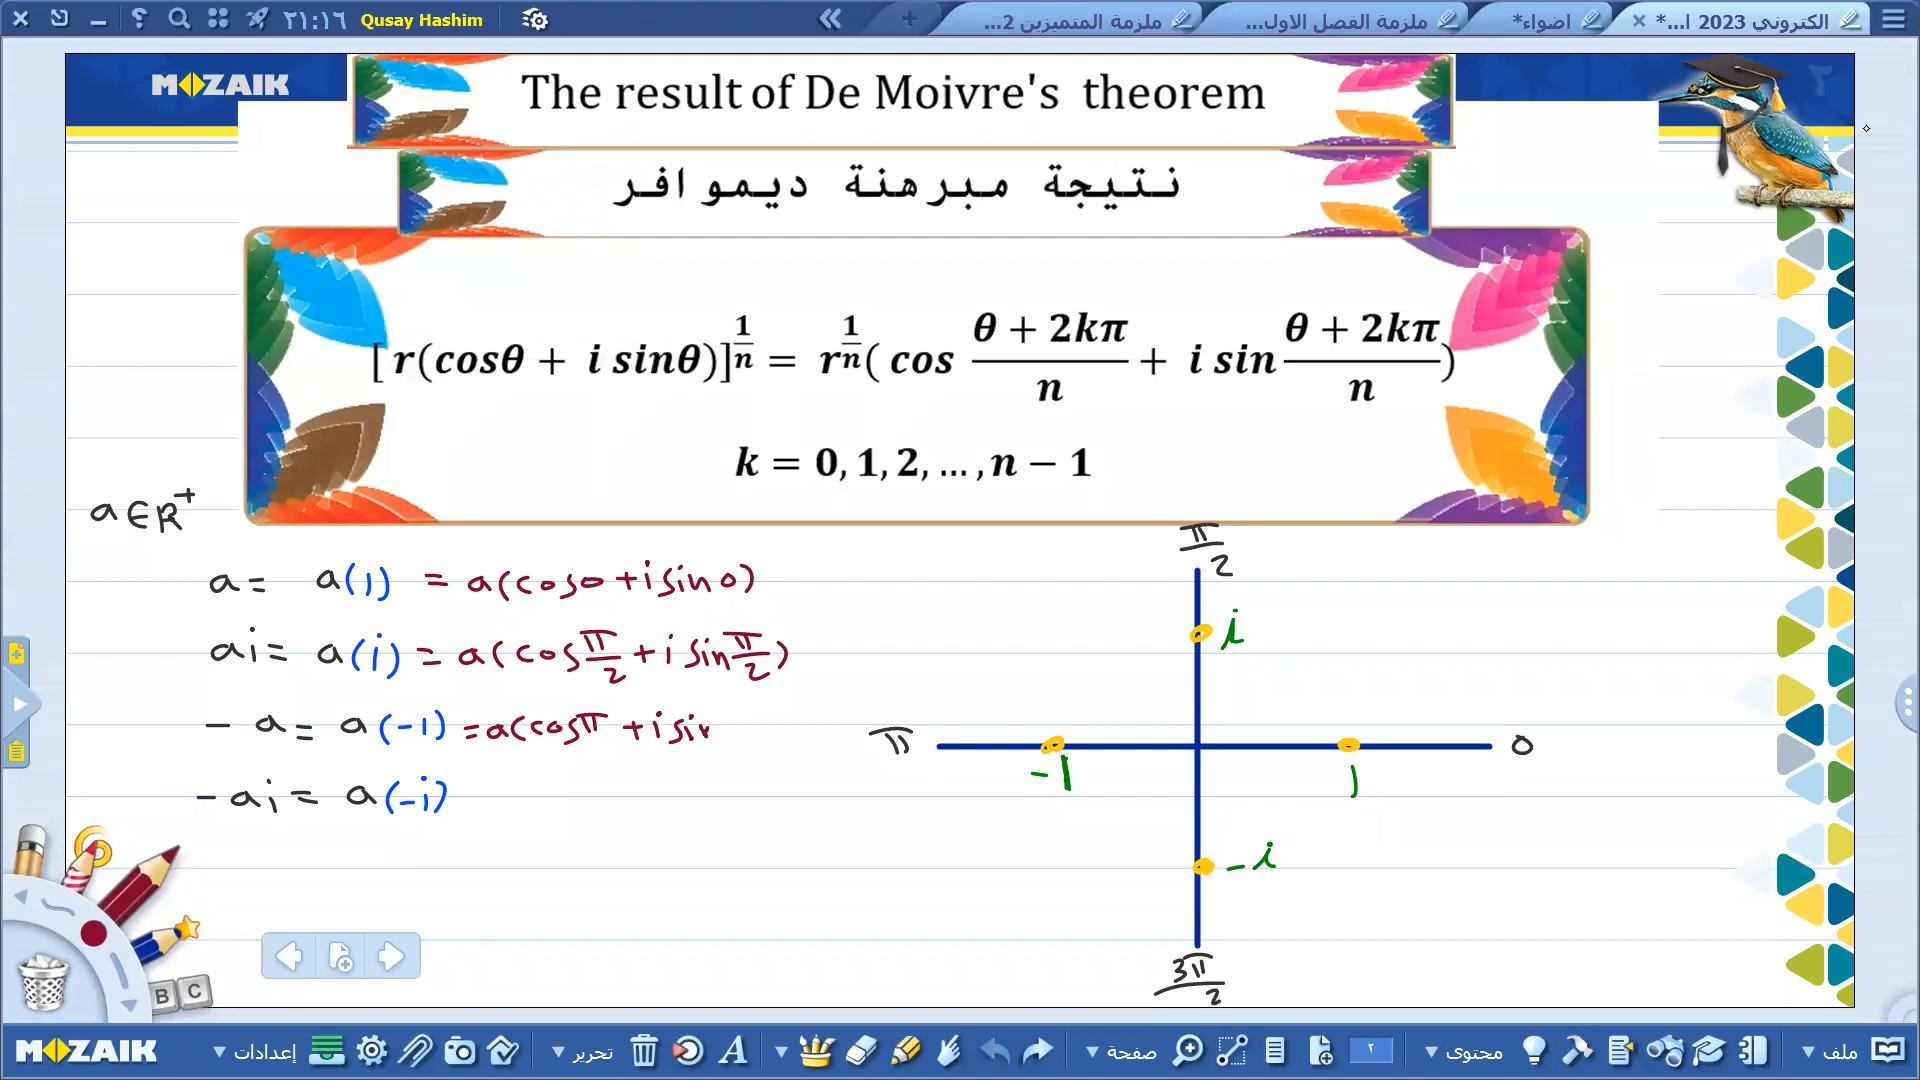 ٢١:١٦ Qusay Hashim
ملزمة المتميزين 2...
ملزمة الفصل الاول...
اضواء*
الكتروني 2023 ا...*
MOZAIK
The result of De Moivre's theorem
نتيجة مبرهنة ديموافر
[r(cosθ + i sinθ)]^{1/n} = r^{1/n}( cos (θ + 2kπ)/n + i sin (θ + 2kπ)/n )
k = 0, 1, 2, ... , n − 1
a ∈ R⁺
a = a(1) = a(cos0 + i sin0)
ai = a(i) = a(cos π/2 + i sin π/2)
- a = a(-1) = a(cosπ + i sin
- ai = a(-i)
π/2
i
π
-1
1
0
-i
3π/2
B C
MOZAIK
إعدادات
تحرير
صفحة
٢
محتوى
ملف